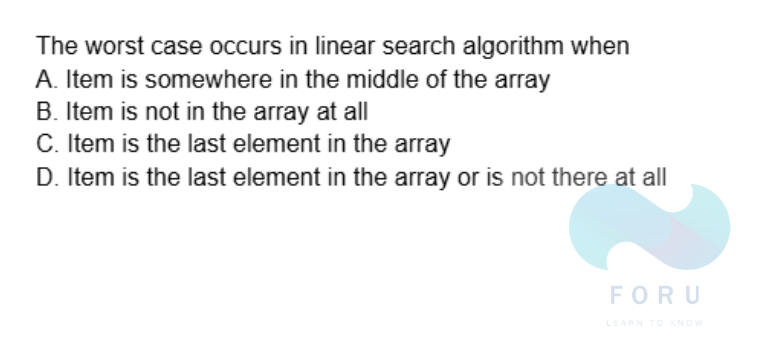 The worst case occurs in linear search algorithm when
A. Item is somewhere in the middle of the array
B. Item is not in the array at all
C. Item is the last element in the array
D. Item is the last element in the array or is not there at all
FORU
LEARN TO KNOW